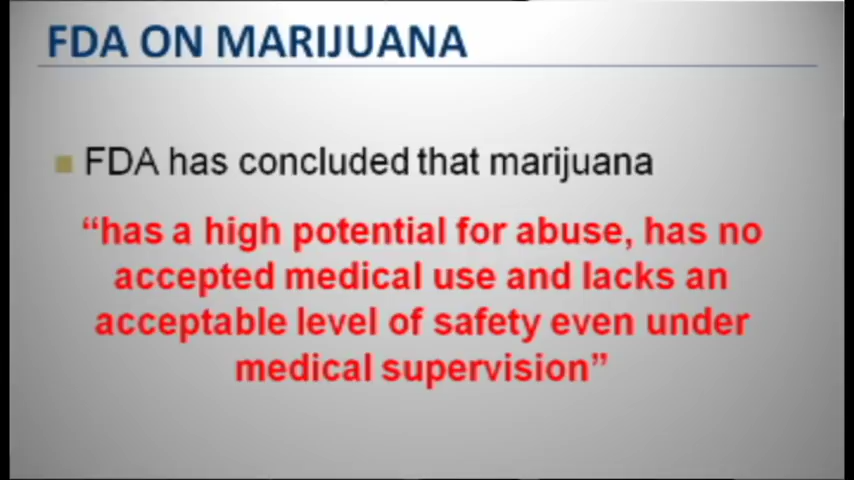 FDA ON MARIJUANA
FDA has concluded that marijuana
“has a high potential for abuse, has no
accepted medical use and lacks an
acceptable level of safety even under
medical supervision”